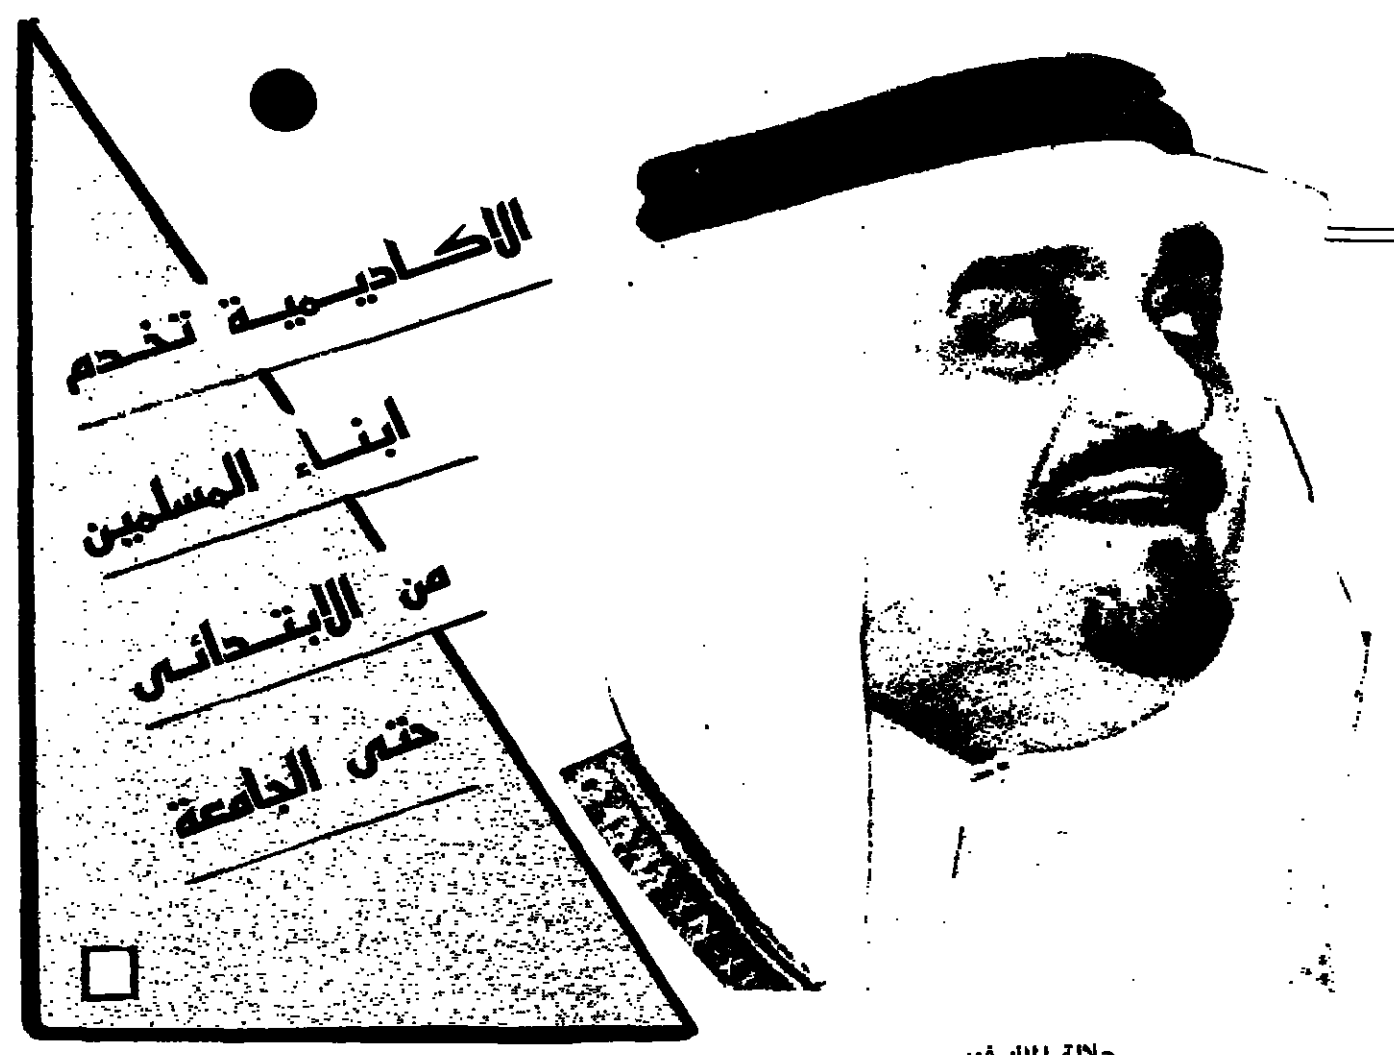 الاكاديمية تخدم
ابناء المسلمين
من الابتدائى
حتى الجامعة